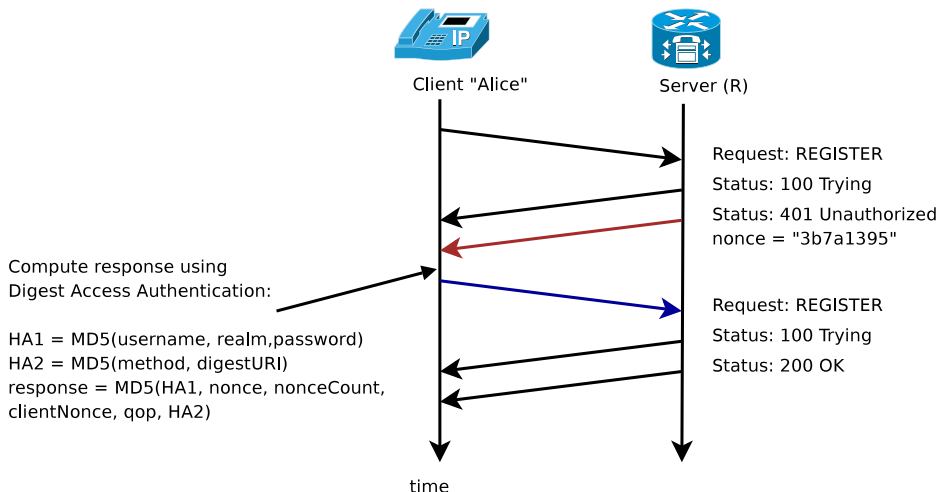 IP
Client "Alice"
Server (R)
Request: REGISTER
Status: 100 Trying
Status: 401 Unauthorized
nonce = "3b7a1395"
Compute response using
Digest Access Authentication:
HA1 = MD5(username, realm,password)
HA2 = MD5(method, digestURI)
response = MD5(HA1, nonce, nonceCount,
clientNonce, qop, HA2)
Request: REGISTER
Status: 100 Trying
Status: 200 OK
time